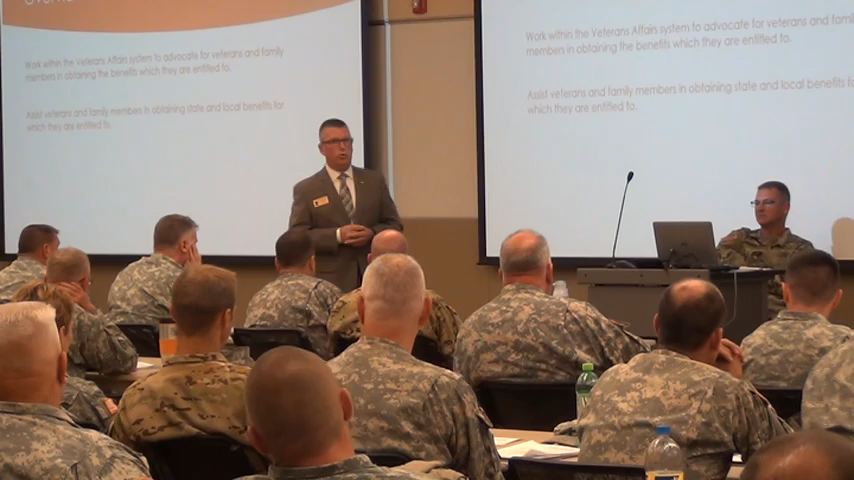 Work within the Veterans Affairs system to advocate for veterans and family
members in obtaining the benefits which they are entitled to.
Assist veterans and family members in obtaining state and local benefits for
which they are entitled to.
Work within the Veterans Affairs system to advocate for veterans and
members in obtaining the benefits which they are entitled to.
Assist veterans and family members in obtaining state and local benefits
which they are entitled to.